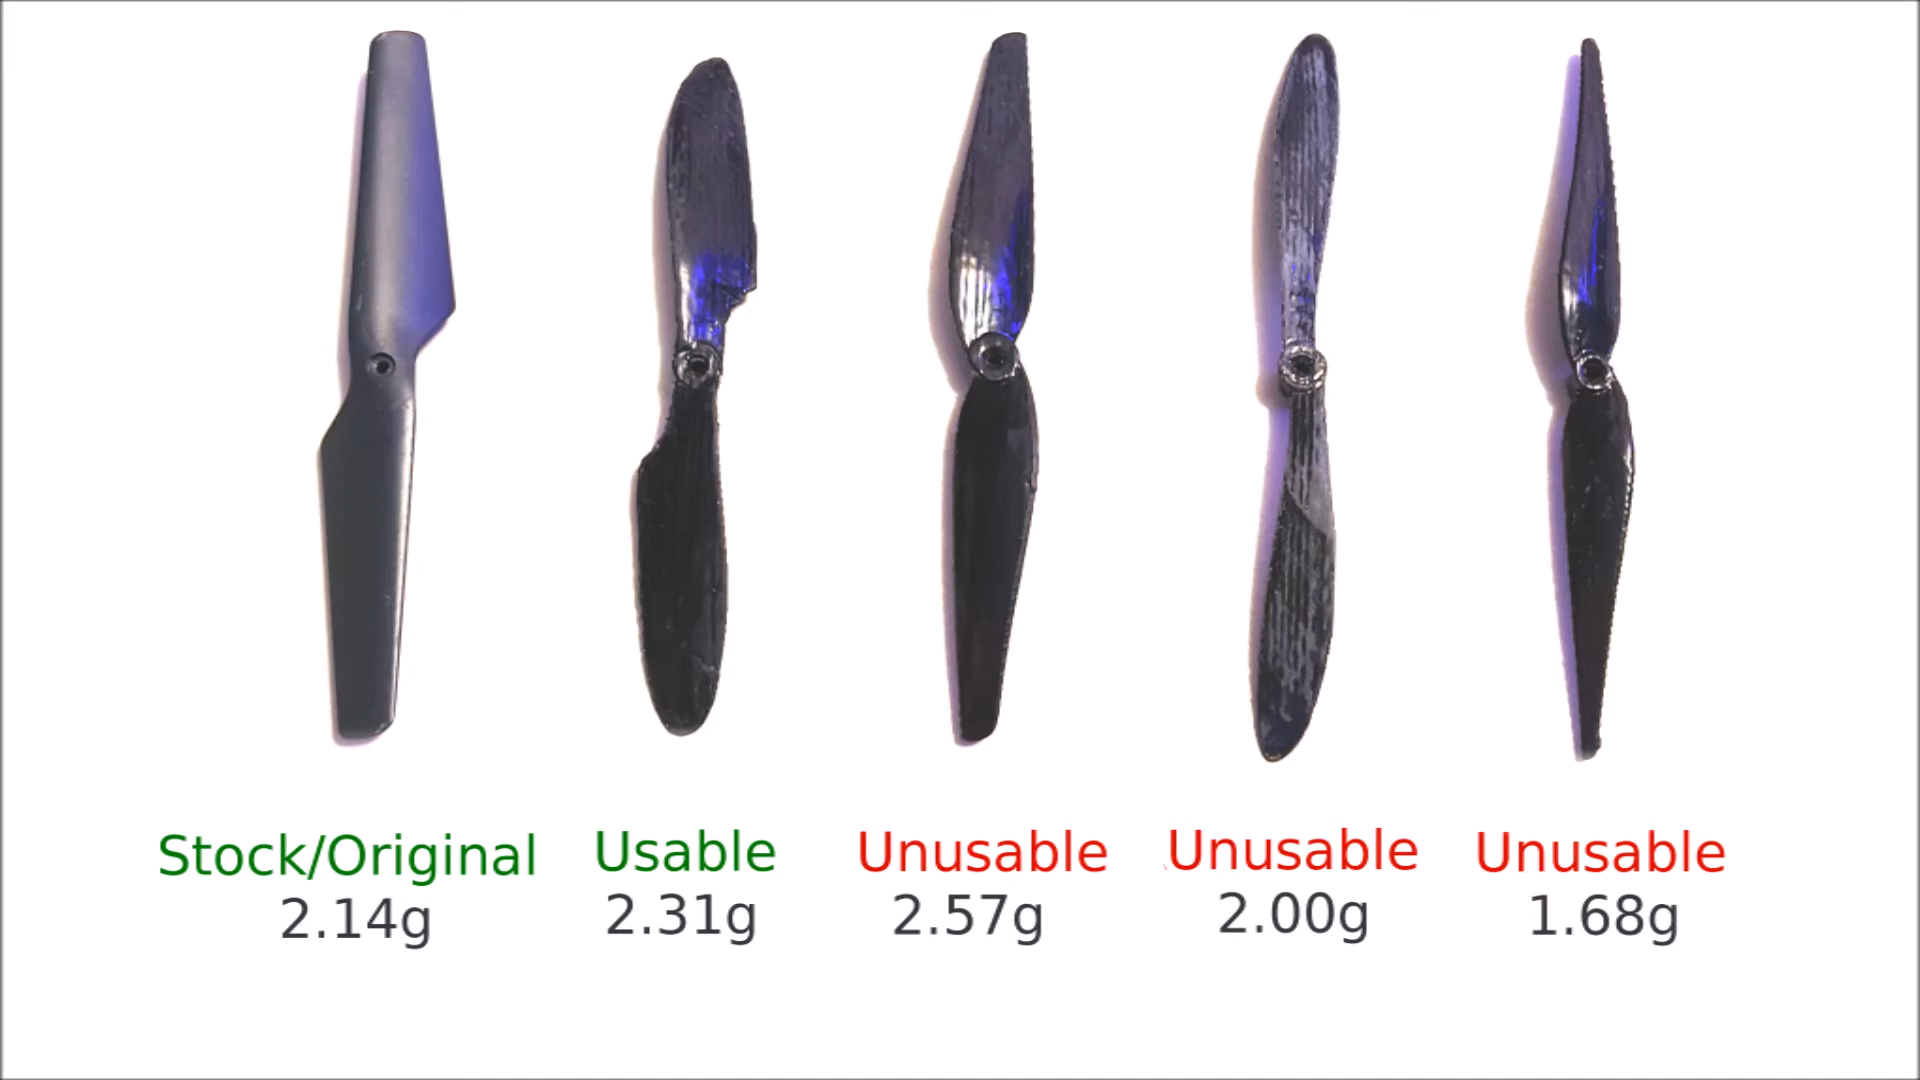 Stock/Original
2.14g
Usable
2.31g
Unusable
2.57g
Unusable
2.00g
Unusable
1.68g